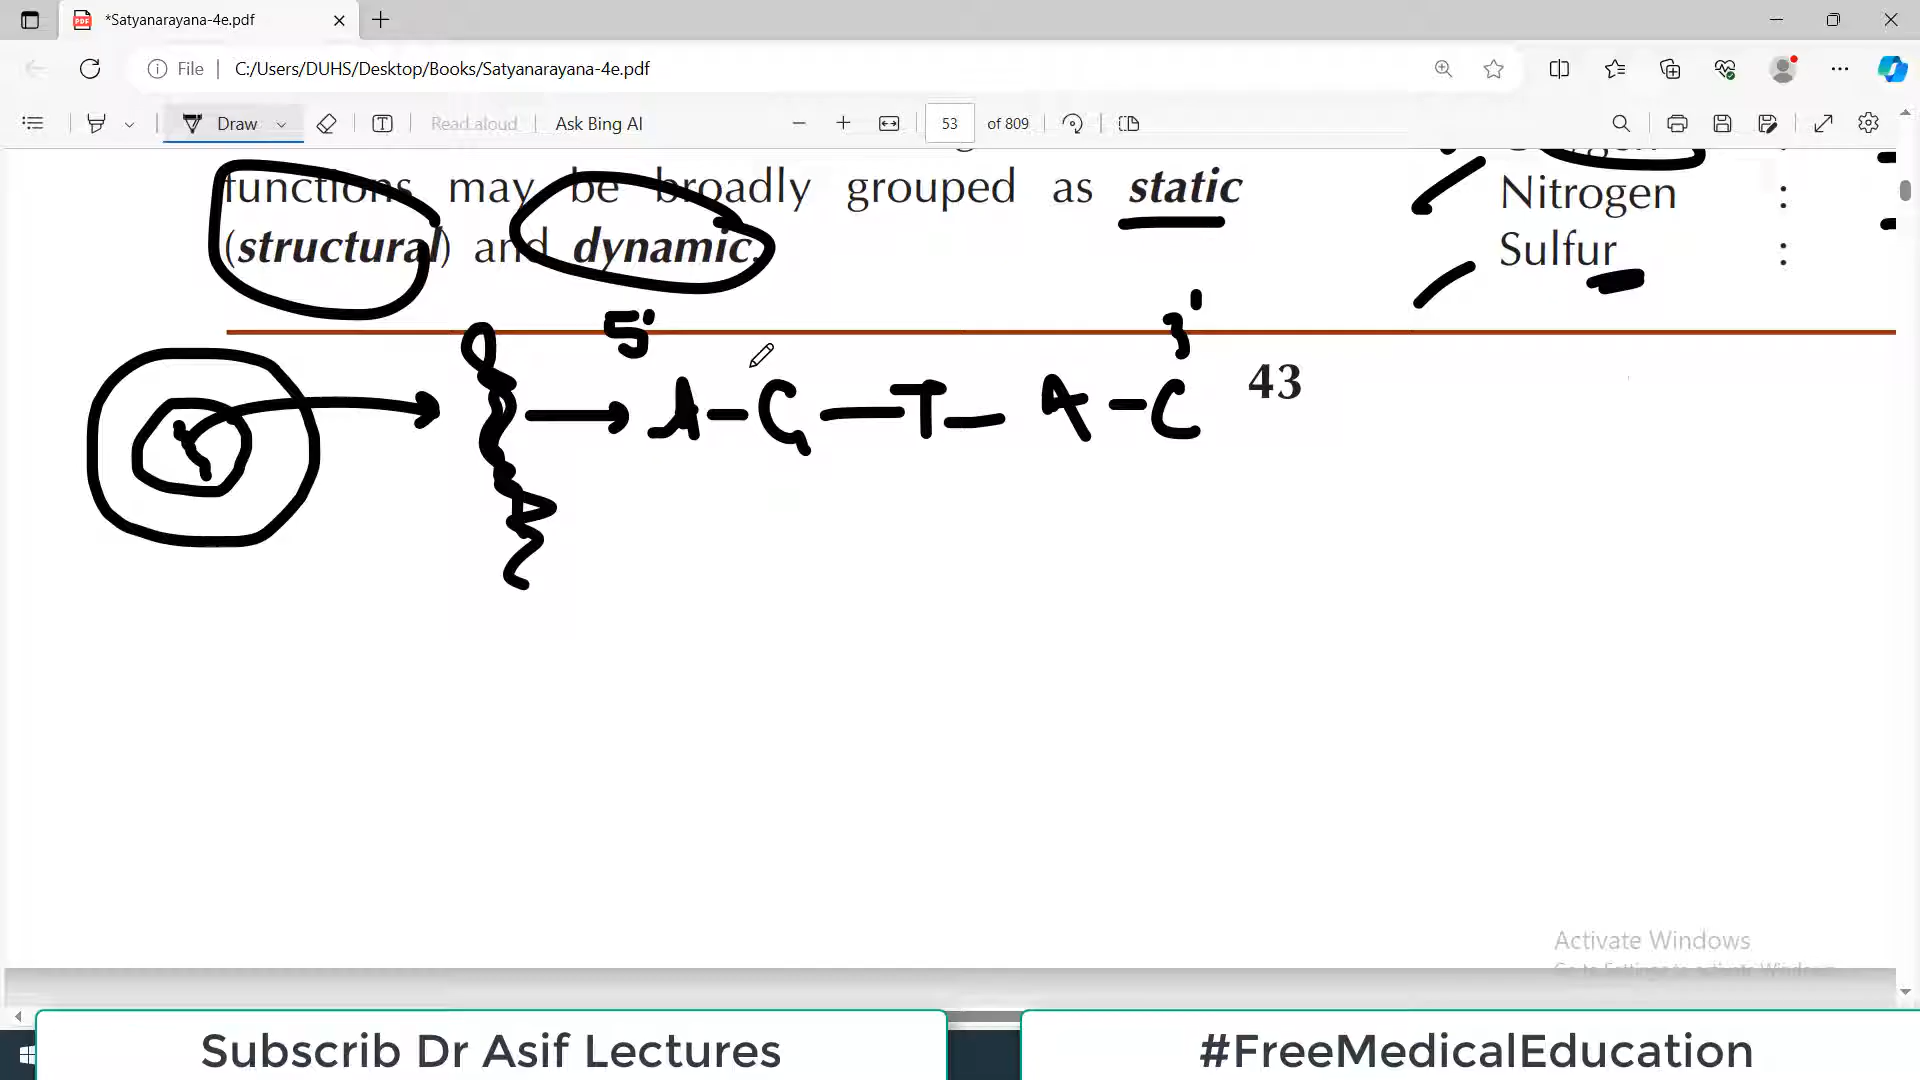 *Satyanarayana-4e.pdf
File C:/Users/DUHS/Desktop/Books/Satyanarayana-4e.pdf
Draw Read aloud Ask Bing AI 53 of 809
functions may be broadly grouped as static
(structural) and dynamic.
Nitrogen :
Sulfur :
5' 3'
A-G-T-A-C
43
Activate Windows
Subscrib Dr Asif Lectures
#FreeMedicalEducation